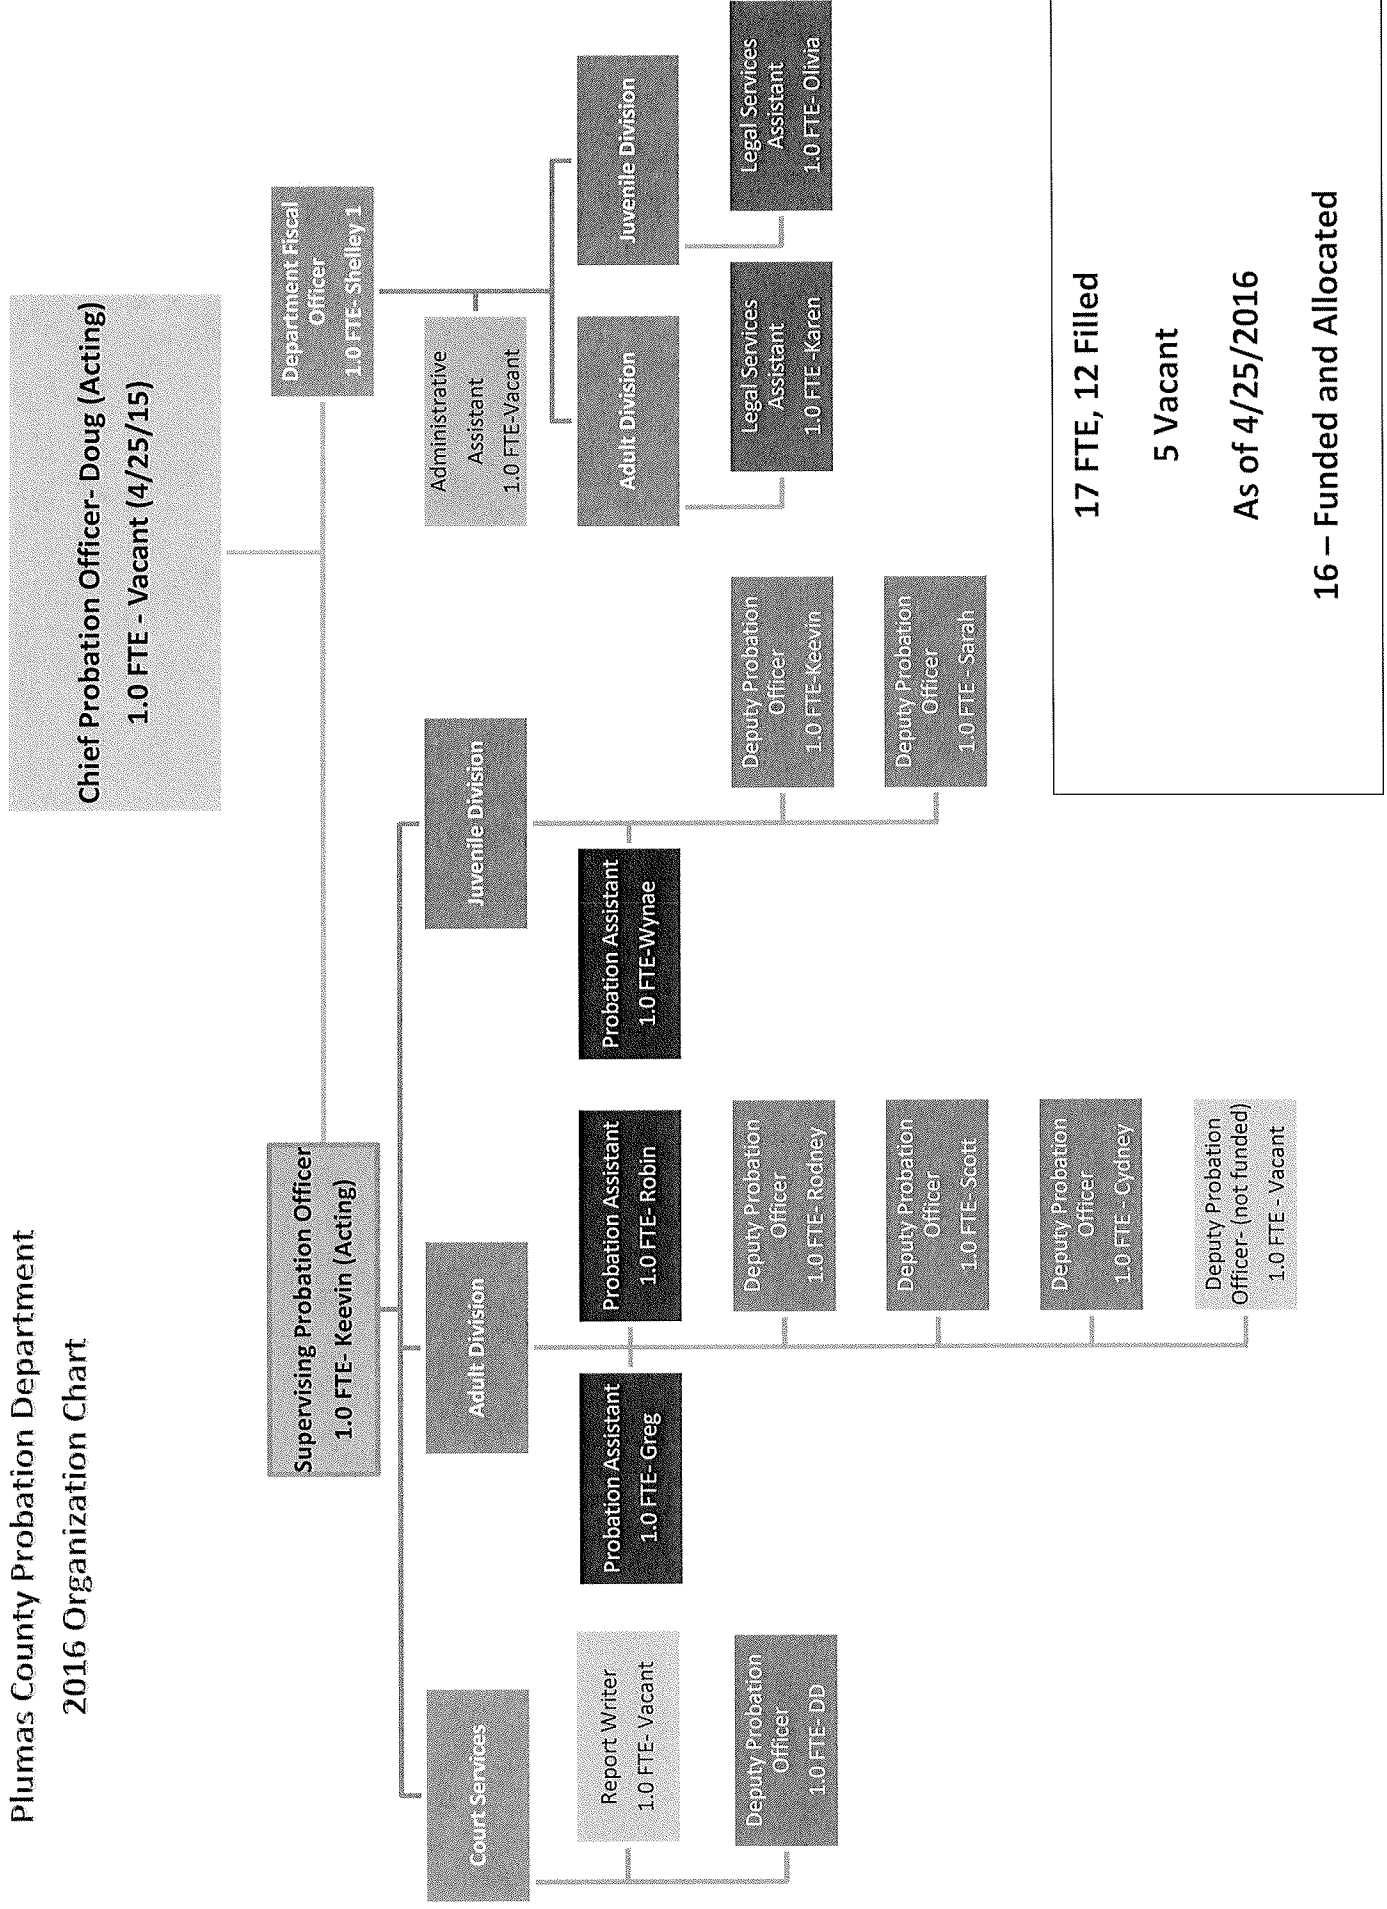 Plumas County Probation Department
2016 Organization Chart
Chief Probation Officer- Doug (Acting)
1.0 FTE - Vacant (4/25/15)
Supervising Probation Officer
1.0 FTE- Keevin (Acting)
Department Fiscal
Officer
1.0 FTE- Shelley 1
Court Services
Adult Division
Juvenile Division
Administrative
Assistant
1.0 FTE-Vacant
Report Writer
1.0 FTE- Vacant
Probation Assistant
1.0 FTE- Greg
Probation Assistant
1.0 FTE- Robin
Probation Assistant
1.0 FTE-Wynae
Adult Division
Juvenile Division
Deputy Probation
Officer
1.0 FTE- DD
Deputy Probation
Officer
1.0 FTE- Rodney
Deputy Probation
Officer
1.0 FTE-Keevin
Legal Services
Assistant
1.0 FTE -Karen
Legal Services
Assistant
1.0 FTE- Olivia
Deputy Probation
Officer
1.0 FTE-Scott
Deputy Probation
Officer
1.0 FTE -Sarah
Deputy Probation
Officer
1.0 FTE - Cydney
Deputy Probation
Officer- (not funded)
1.0 FTE - Vacant
17 FTE, 12 Filled
5 Vacant
As of 4/25/2016
16 – Funded and Allocated